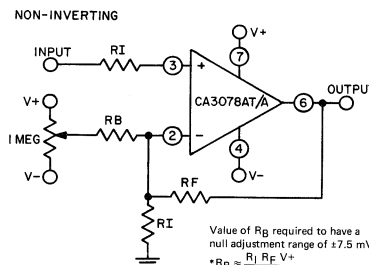 NON-INVERTING
V+
INPUT
RI
3
+
7
CA3078AT/A
6
OUTPUT
V+
1 MEG
RB
2
-
4
V-
V-
RF
RI
Value of RB required to have a
null adjustment range of ±7.5 mV
*RB ≈ RI RF V+